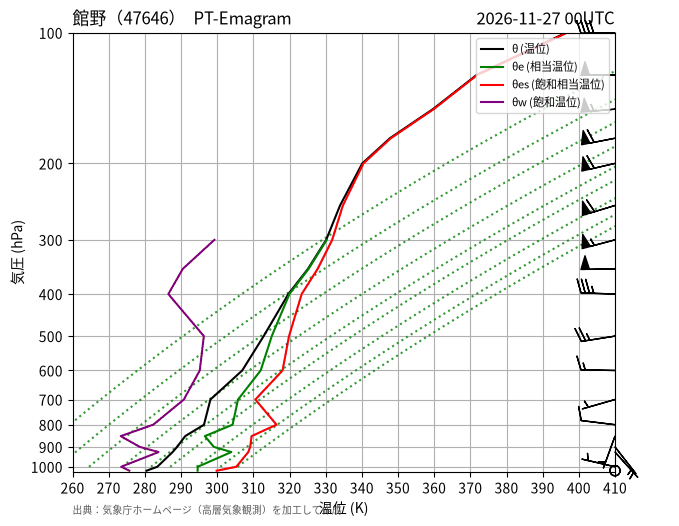 館野（47646） PT-Emagram
2026-11-27 00UTC
θ (温位)
θe (相当温位)
θes (飽和相当温位)
θw (飽和温位)
気圧 (hPa)
100
200
300
400
500
600
700
800
900
1000
260 270 280 290 300 310 320 330 340 350 360 370 380 390 400 410
温位 (K)
出典：気象庁ホームページ（高層気象観測）を加工して